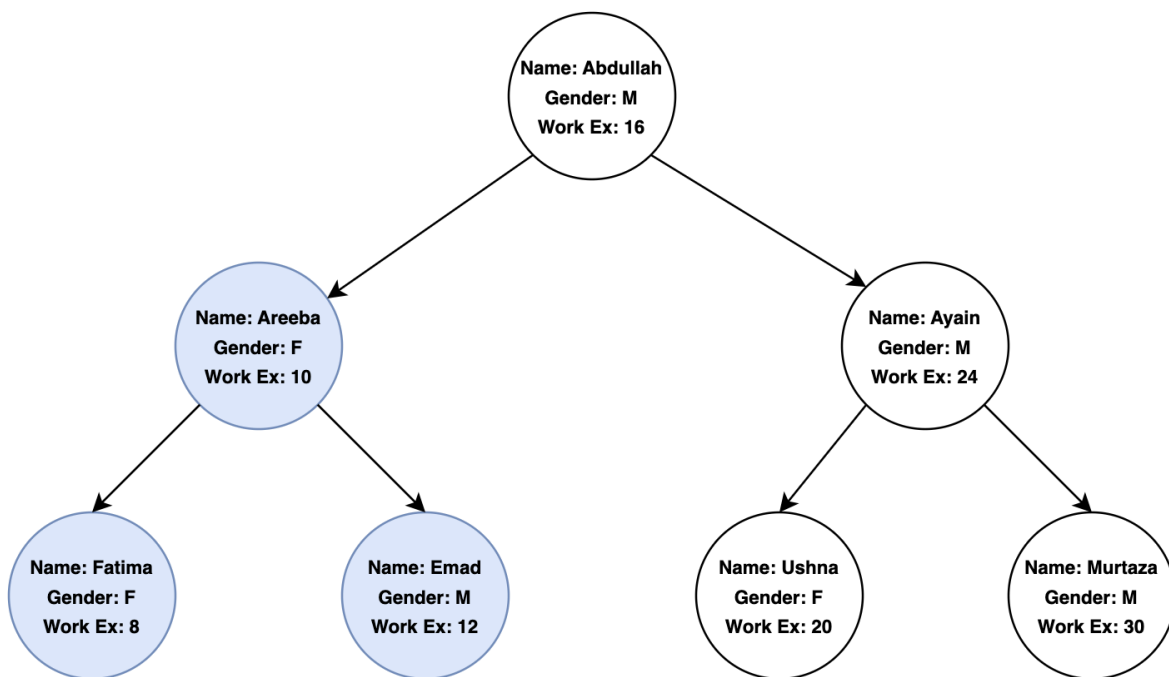 Name: Abdullah
Gender: M
Work Ex: 16
Name: Areeba
Gender: F
Work Ex: 10
Name: Ayain
Gender: M
Work Ex: 24
Name: Fatima
Gender: F
Work Ex: 8
Name: Emad
Gender: M
Work Ex: 12
Name: Ushna
Gender: F
Work Ex: 20
Name: Murtaza
Gender: M
Work Ex: 30